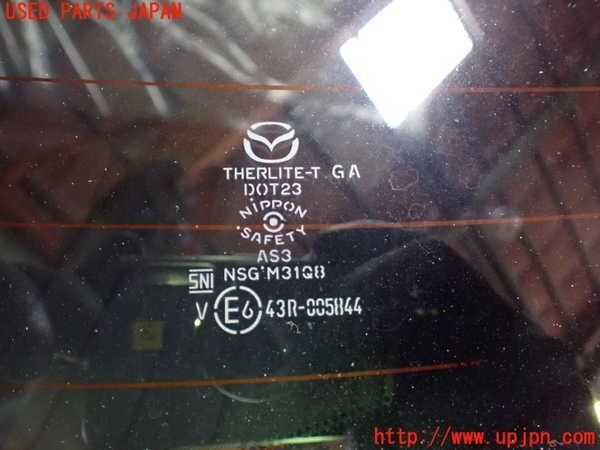 USED PARTS JAPAN
THERLITE-T GA
DOT23
NIPPON
SAFETY
AS3
SNI NSG M31Q8
V E6 43R-005844
http://www.upjpn.com